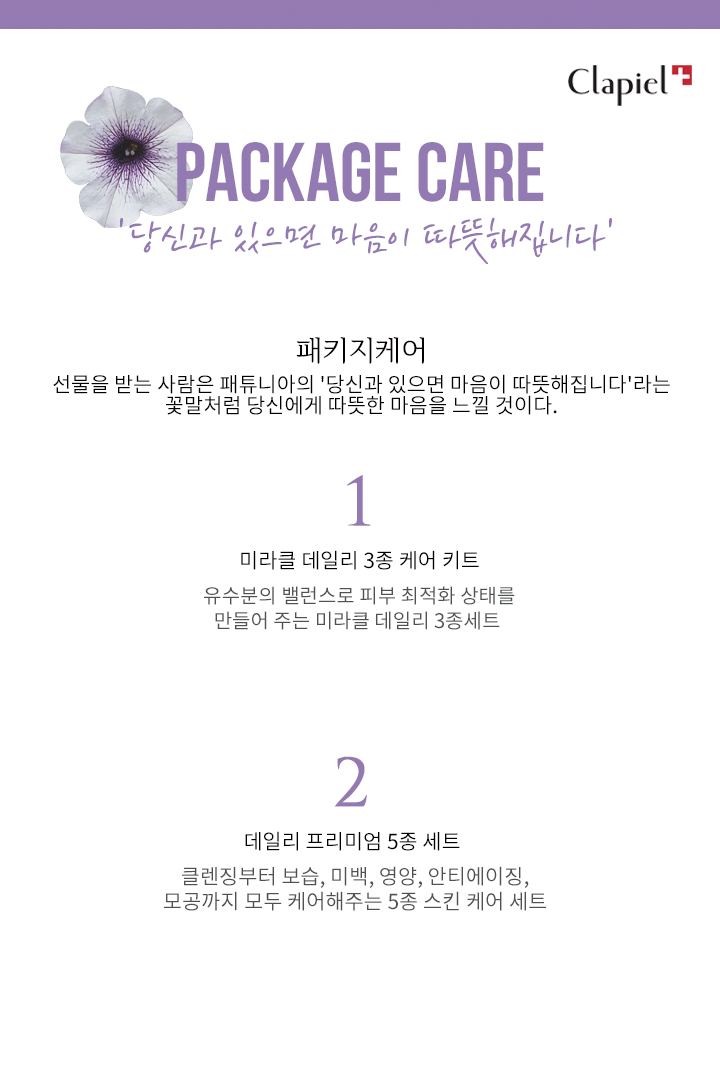 Clapiel
PACKAGE CARE
'당신과 있으면 마음이 따뜻해집니다'
패키지케어
선물을 받는 사람은 패튜니아의 '당신과 있으면 마음이 따뜻해집니다'라는
꽃말처럼 당신에게 따뜻한 마음을 느낄 것이다.
1
미라클 데일리 3종 케어 키트
유수분의 밸런스로 피부 최적화 상태를
만들어 주는 미라클 데일리 3종세트
2
데일리 프리미엄 5종 세트
클렌징부터 보습, 미백, 영양, 안티에이징,
모공까지 모두 케어해주는 5종 스킨 케어 세트